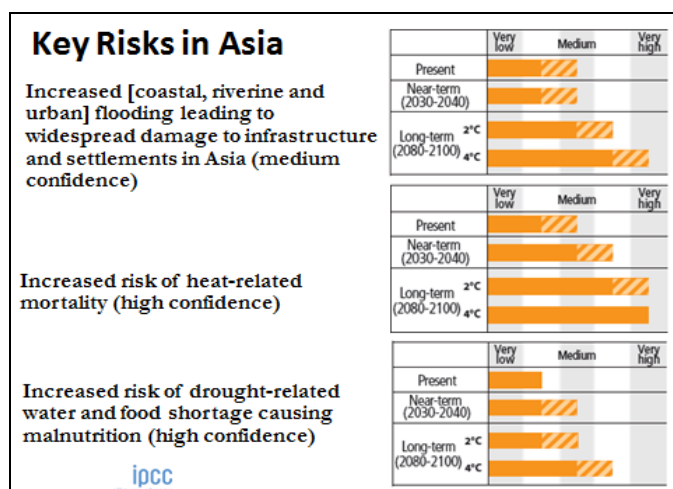 Key Risks in Asia
Increased [coastal, riverine and
urban] flooding leading to
widespread damage to infrastructure
and settlements in Asia (medium
confidence)
Very low Medium Very high
Present
Near-term (2030-2040)
Long-term (2080-2100) 2°C
4°C
Increased risk of heat-related
mortality (high confidence)
Very low Medium Very high
Present
Near-term (2030-2040)
Long-term (2080-2100) 2°C
4°C
Increased risk of drought-related
water and food shortage causing
malnutrition (high confidence)
Very low Medium Very high
Present
Near-term (2030-2040)
Long-term (2080-2100) 2°C
4°C
ipcc